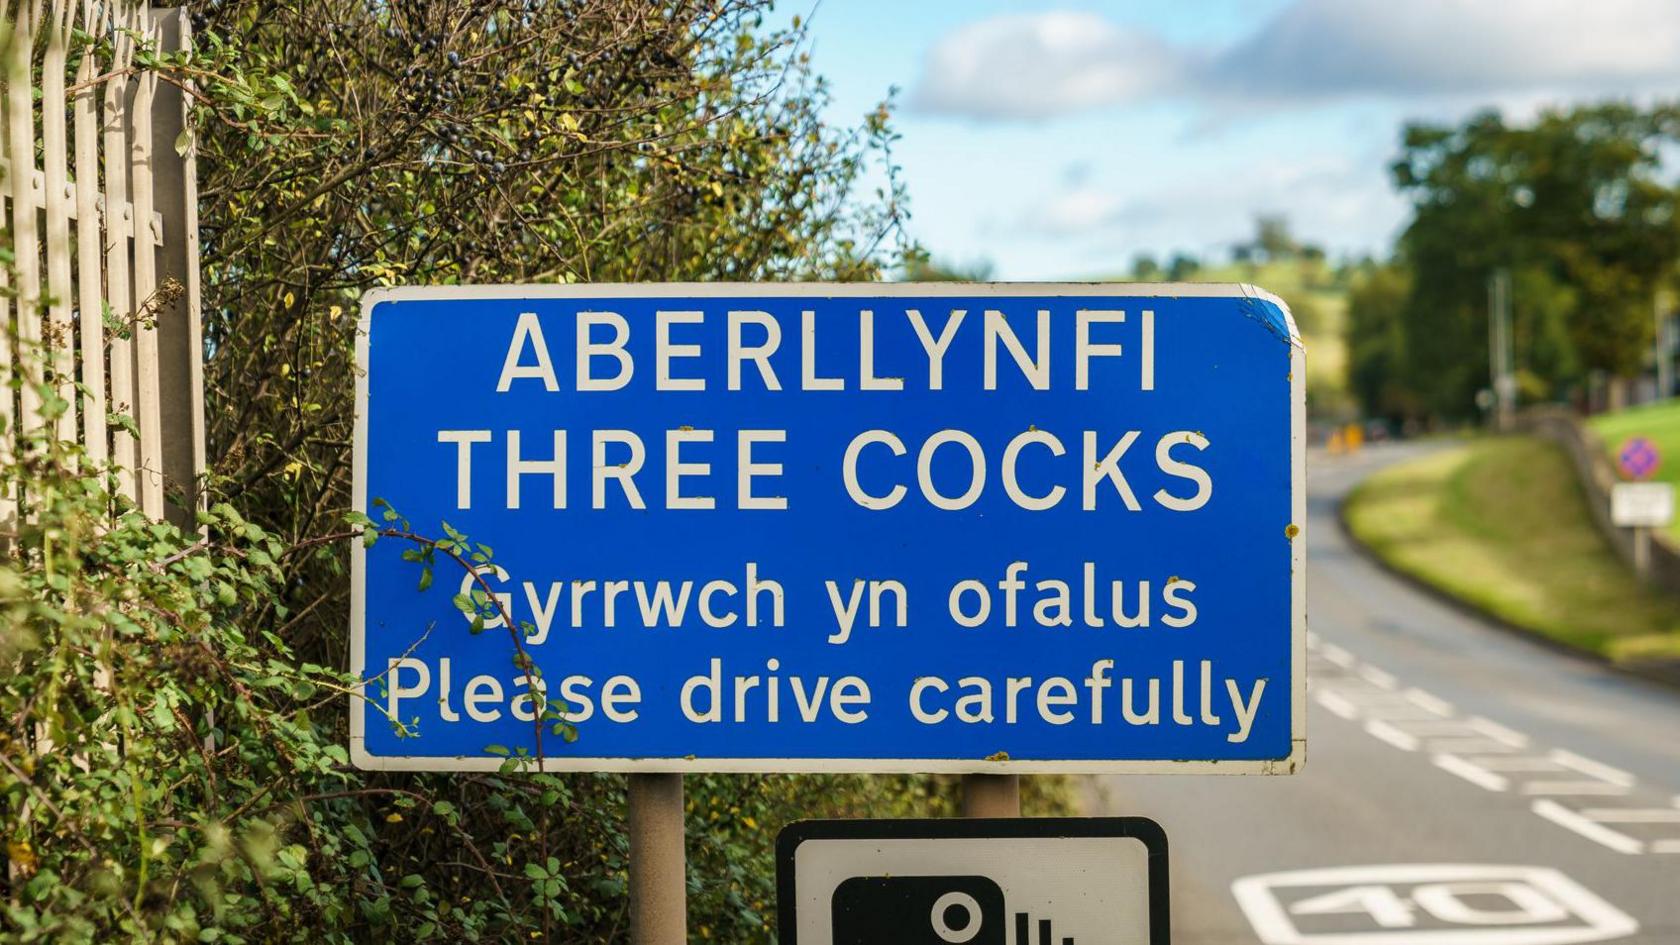 ABERLLYNFI
THREE COCKS
Gyrrwch yn ofalus
Please drive carefully
40